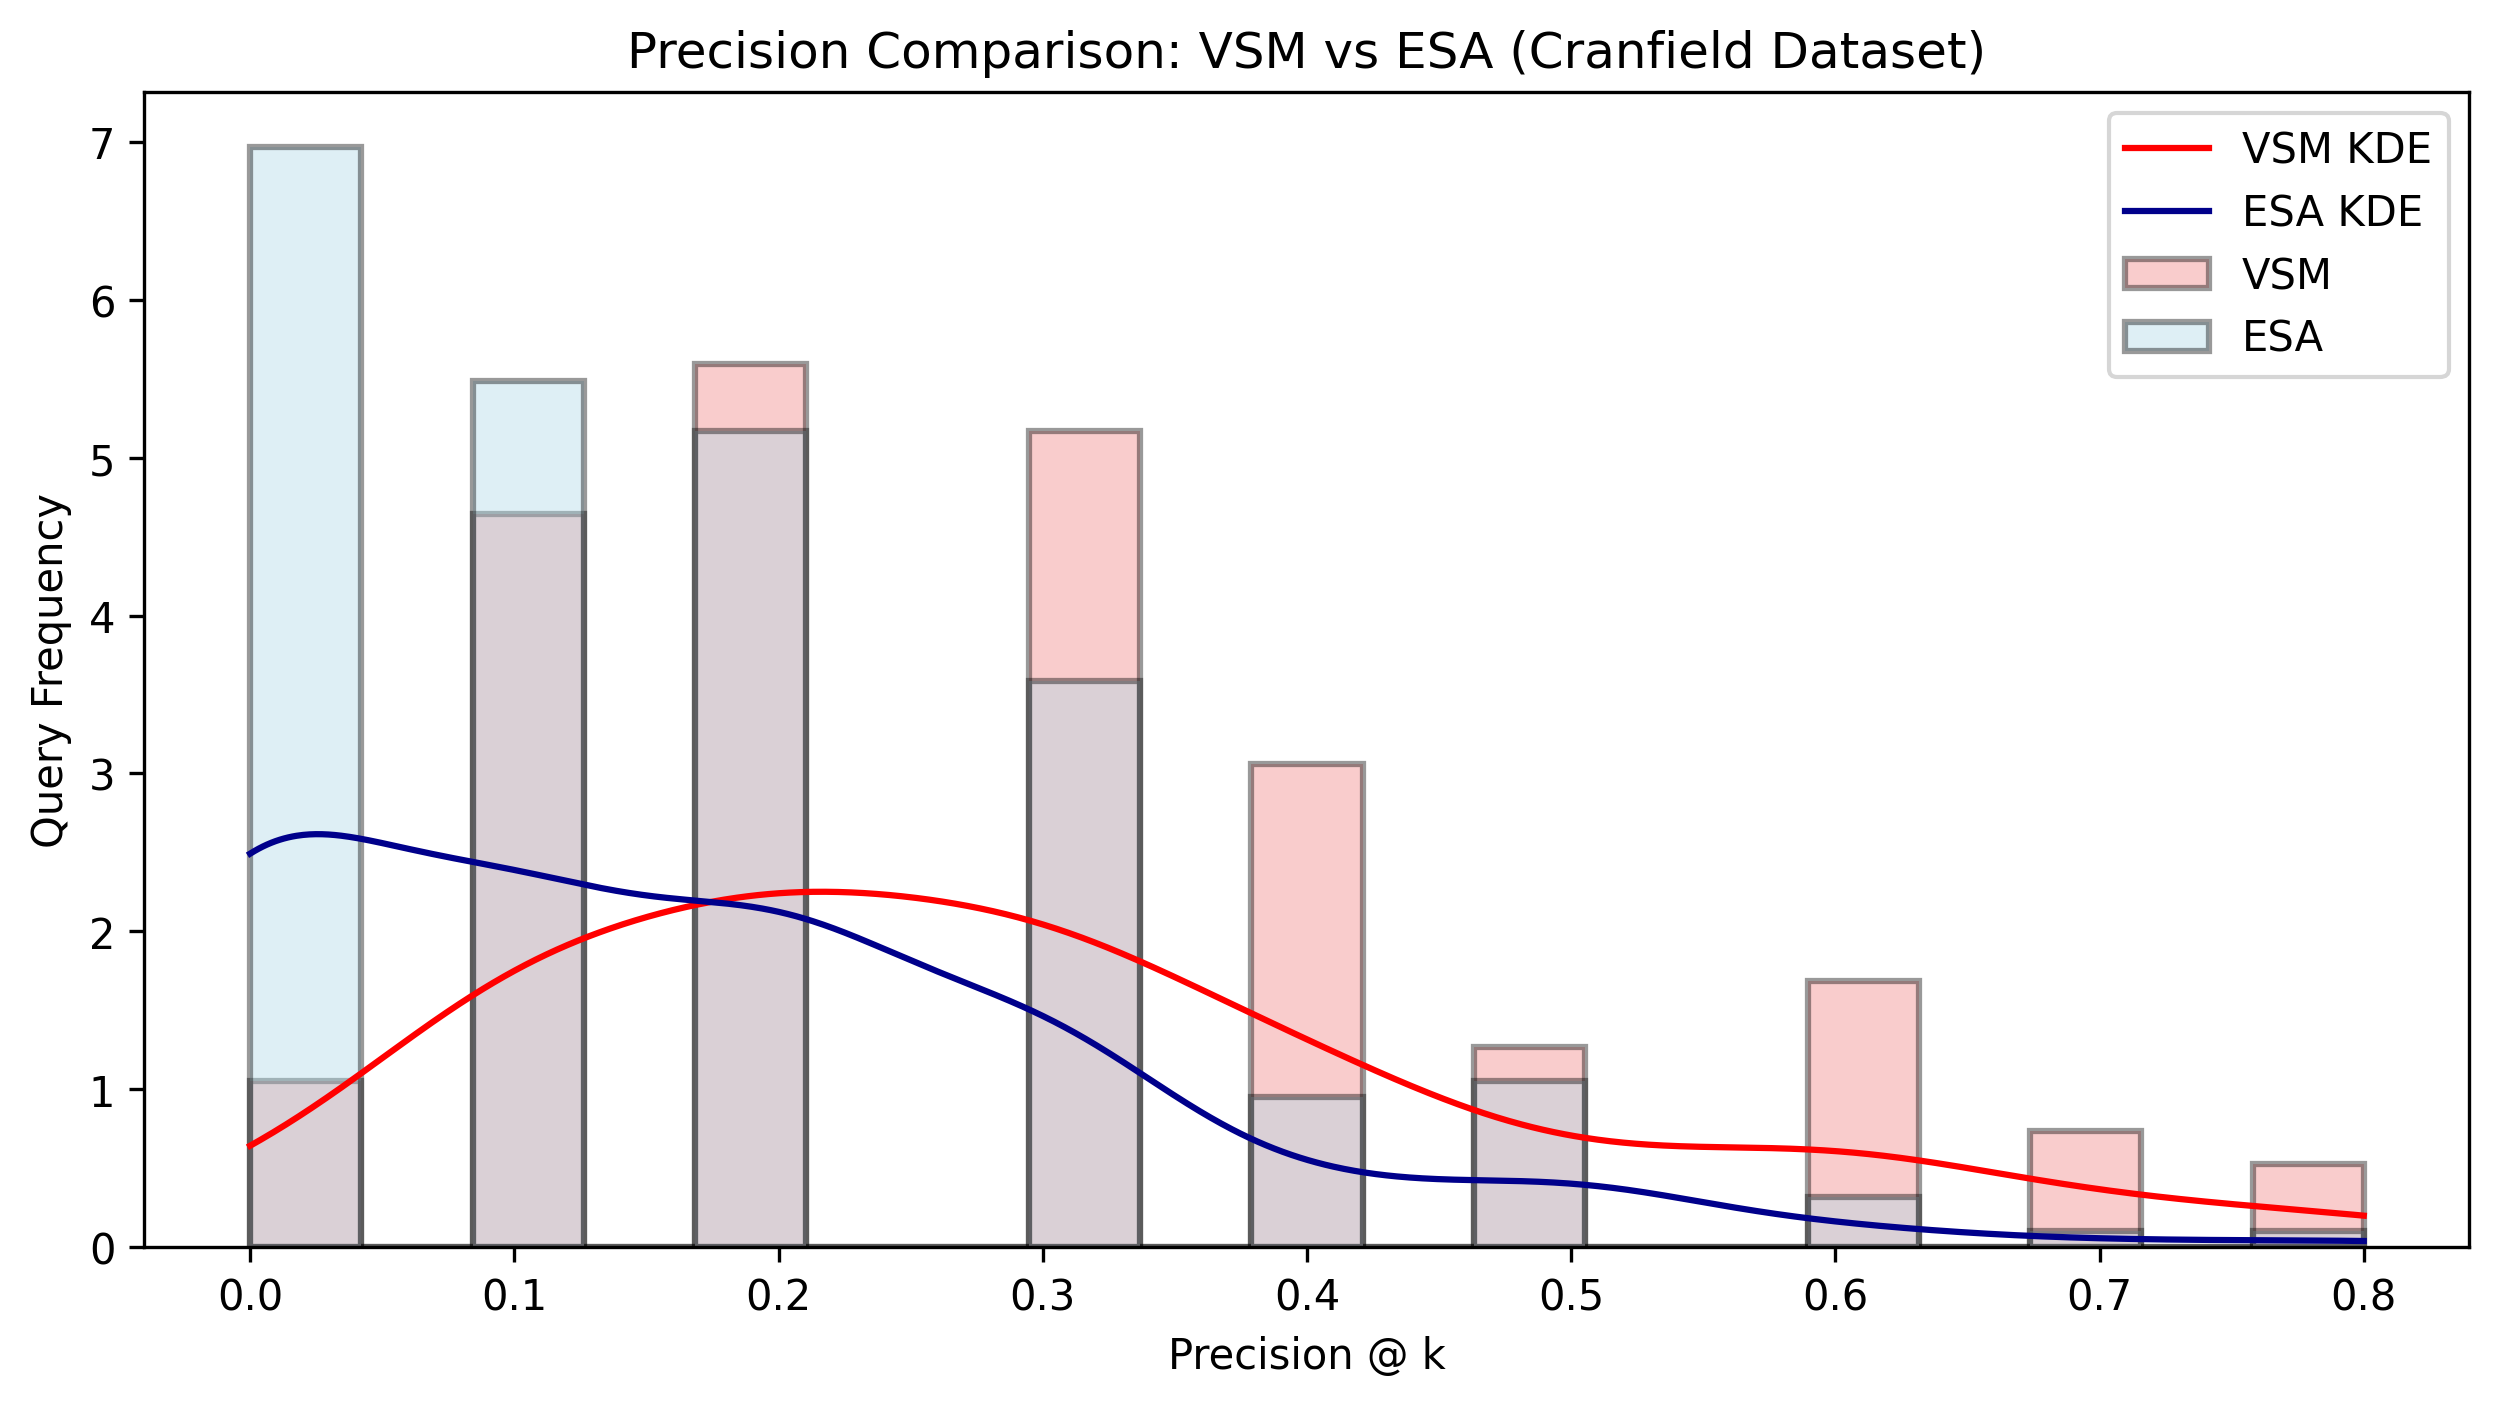 Precision Comparison: VSM vs ESA (Cranfield Dataset)
VSM KDE
ESA KDE
VSM
ESA
Query Frequency
7
6
5
4
3
2
1
0
0.0 0.1 0.2 0.3 0.4 0.5 0.6 0.7 0.8
Precision @ k